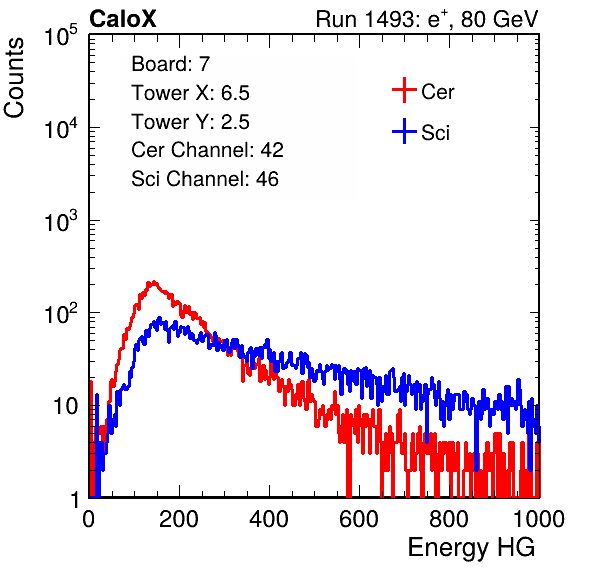 CaloX Run 1493: e⁺, 80 GeV
Board: 7
Tower X: 6.5
Tower Y: 2.5
Cer Channel: 42
Sci Channel: 46
Cer
Sci
Counts
10⁵
10⁴
10³
10²
10
1
0 200 400 600 800 1000
Energy HG